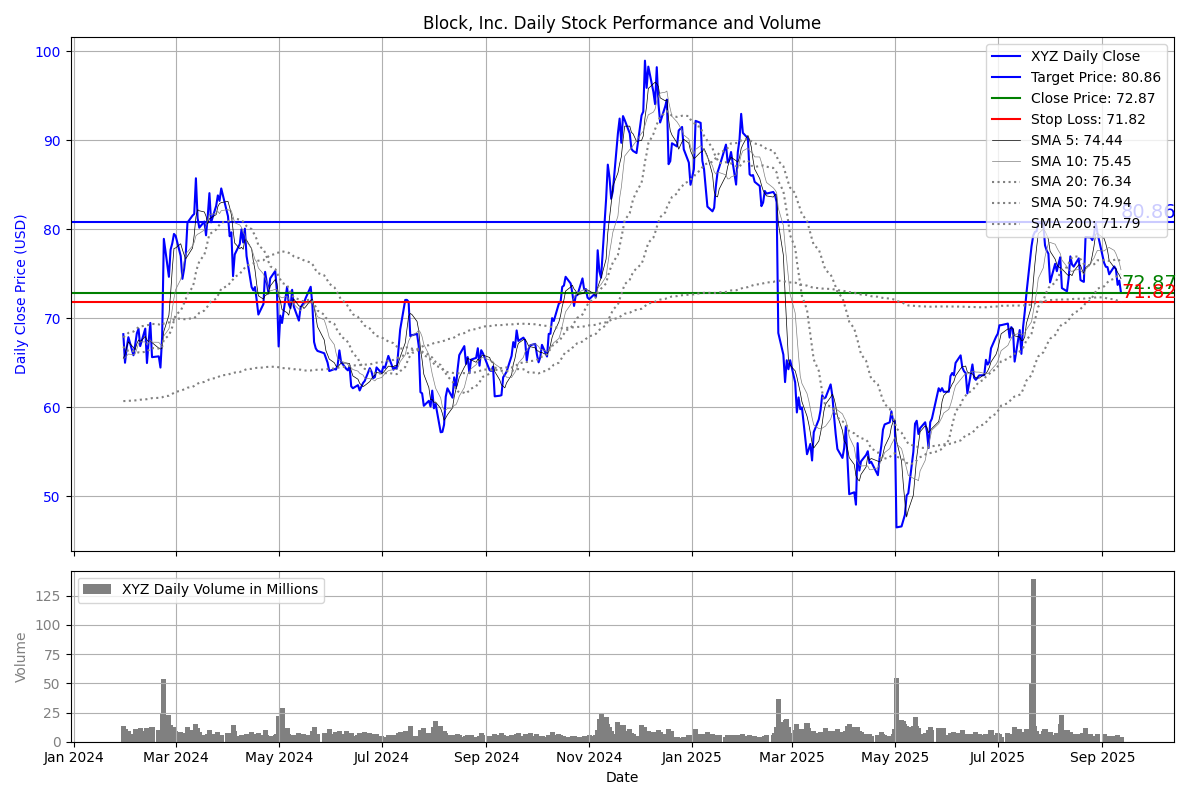 Block, Inc. Daily Stock Performance and Volume
Daily Close Price (USD)
100
90
80
70
60
50
XYZ Daily Close
Target Price: 80.86
Close Price: 72.87
Stop Loss: 71.82
SMA 5: 74.44
SMA 10: 75.45
SMA 20: 76.34
SMA 50: 74.94
SMA 200: 71.79
80.86
72.87
71.82
XYZ Daily Volume in Millions
Volume
125
100
75
50
25
0
Jan 2024
Mar 2024
May 2024
Jul 2024
Sep 2024
Nov 2024
Jan 2025
Mar 2025
May 2025
Jul 2025
Sep 2025
Date